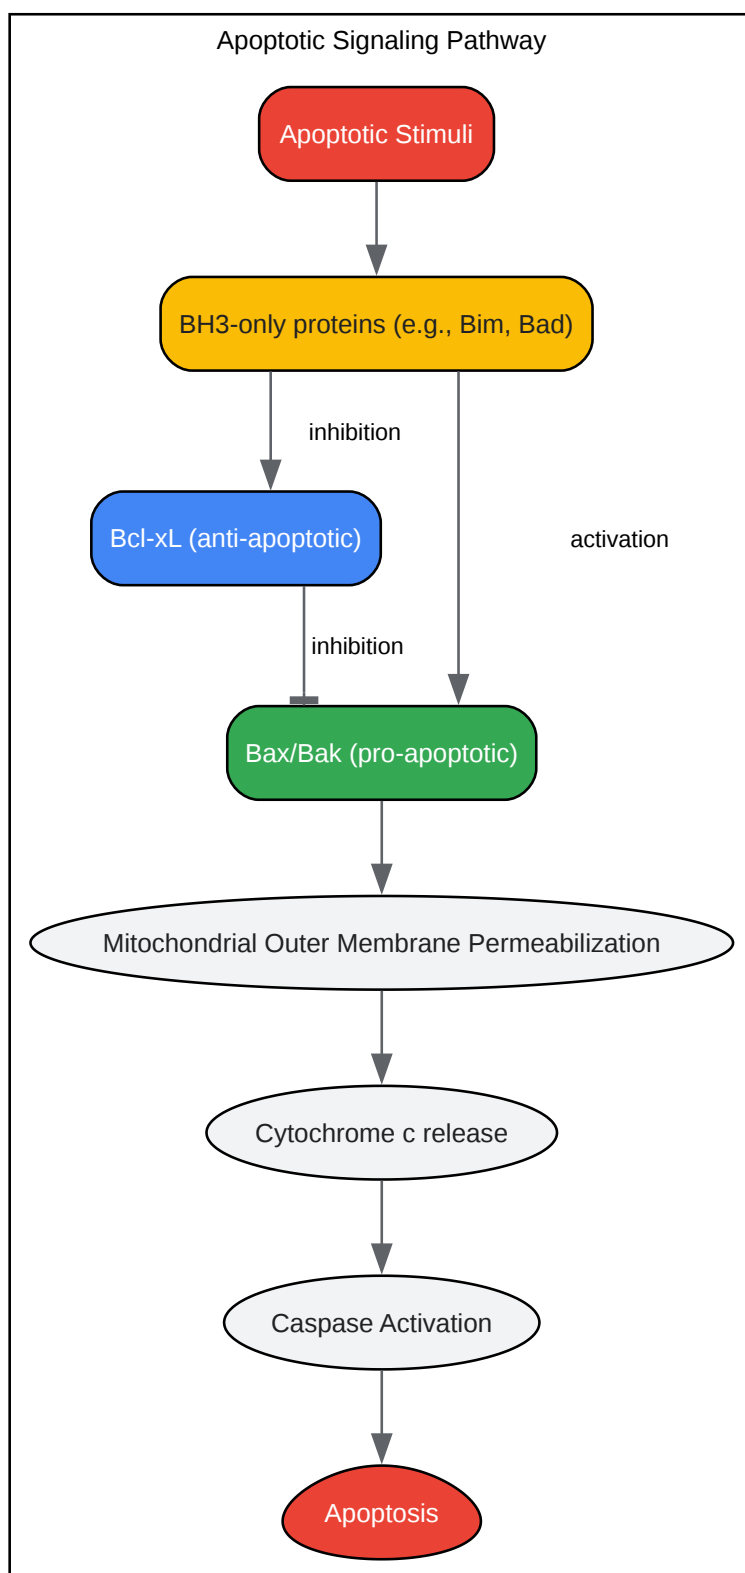 Apoptotic Signaling Pathway
Apoptotic Stimuli
BH3-only proteins (e.g., Bim, Bad)
inhibition
Bcl-xL (anti-apoptotic)
activation
inhibition
Bax/Bak (pro-apoptotic)
Mitochondrial Outer Membrane Permeabilization
Cytochrome c release
Caspase Activation
Apoptosis